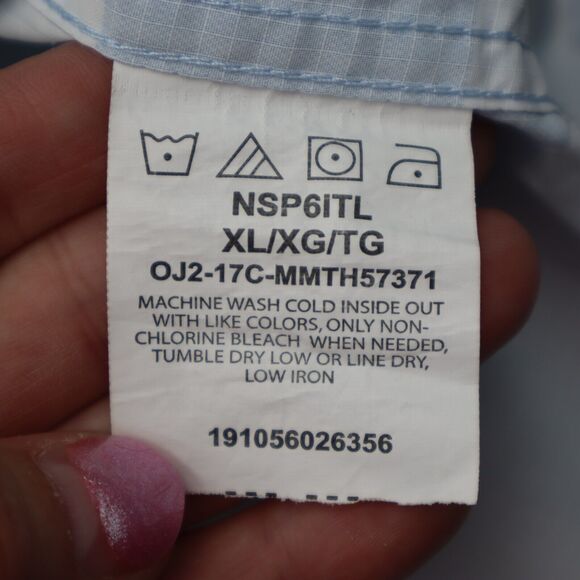 NSP6ITL
XL/XG/TG
OJ2-17C-MMTH57371
MACHINE WASH COLD INSIDE OUT
WITH LIKE COLORS, ONLY NON-
CHLORINE BLEACH WHEN NEEDED,
TUMBLE DRY LOW OR LINE DRY,
LOW IRON
191056026356